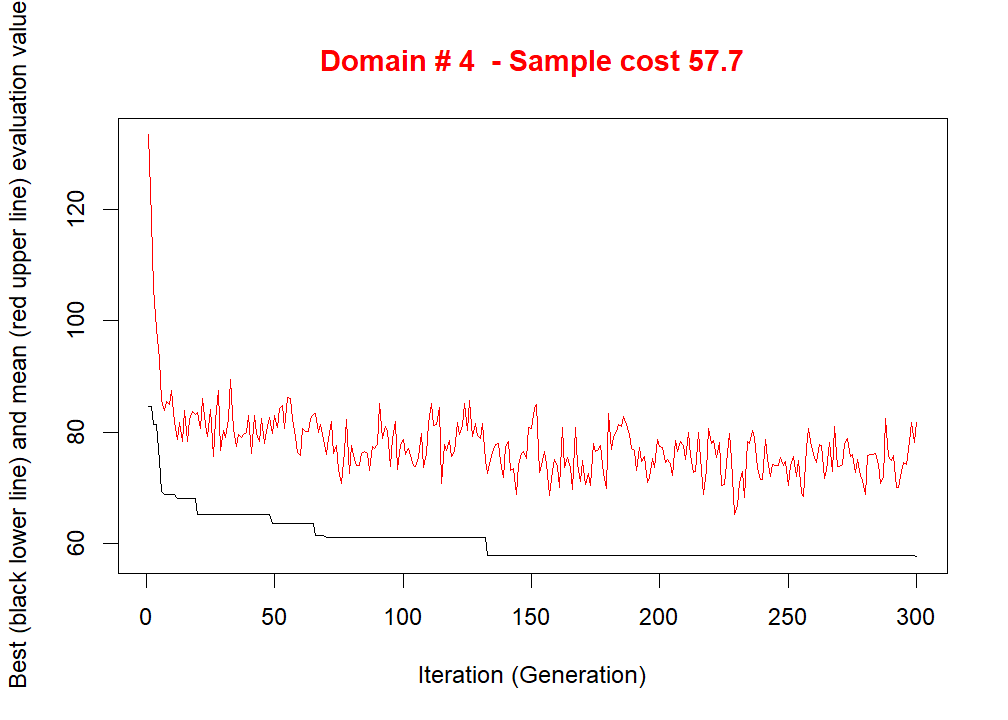 Domain # 4  - Sample cost 57.7
Best (black lower line) and mean (red upper line) evaluation value
120
100
80
60
0 50 100 150 200 250 300
Iteration (Generation)